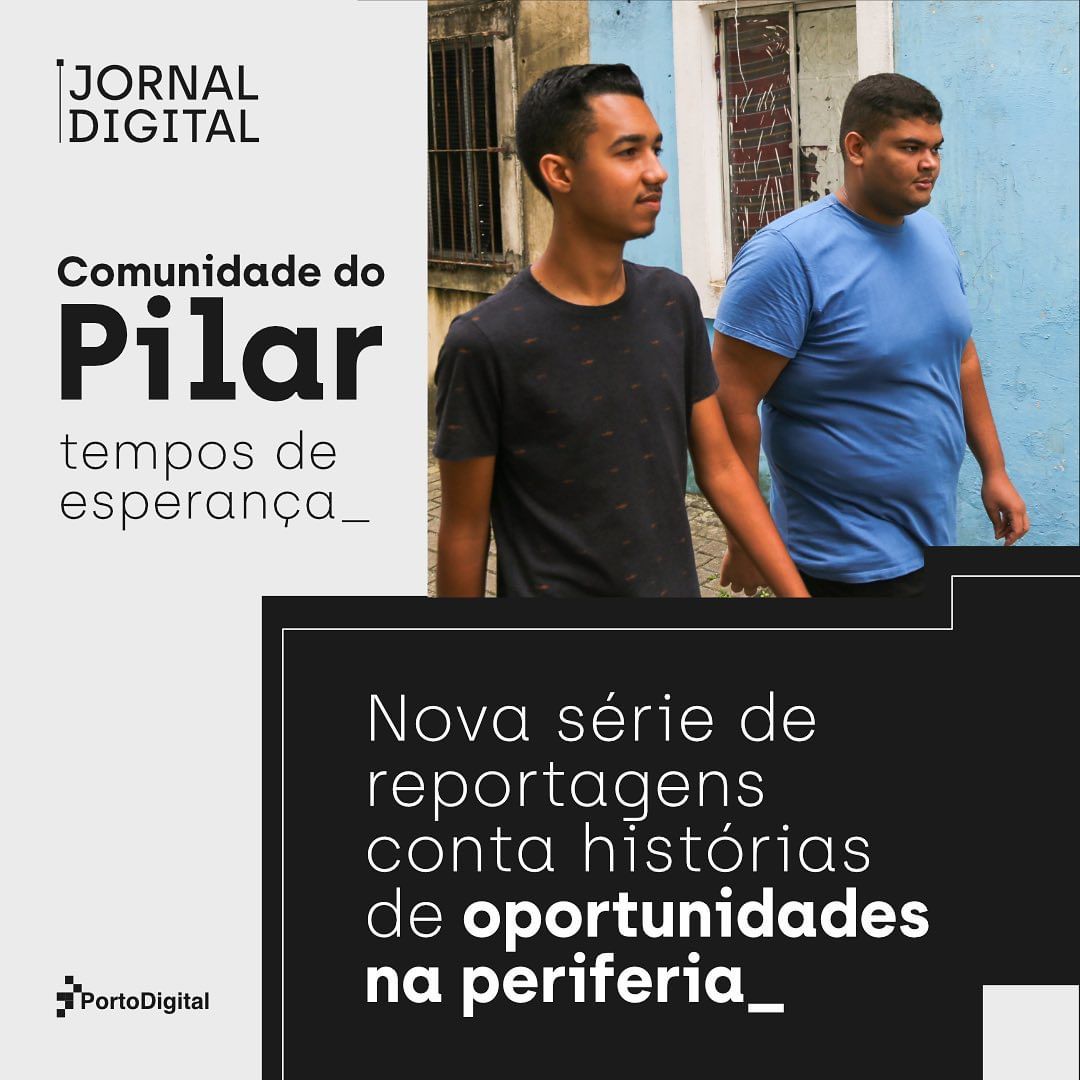 JORNAL
DIGITAL
Comunidade do
Pilar
tempos de
esperança_
Nova série de
reportagens
conta histórias
de oportunidades
na periferia_
PortoDigital